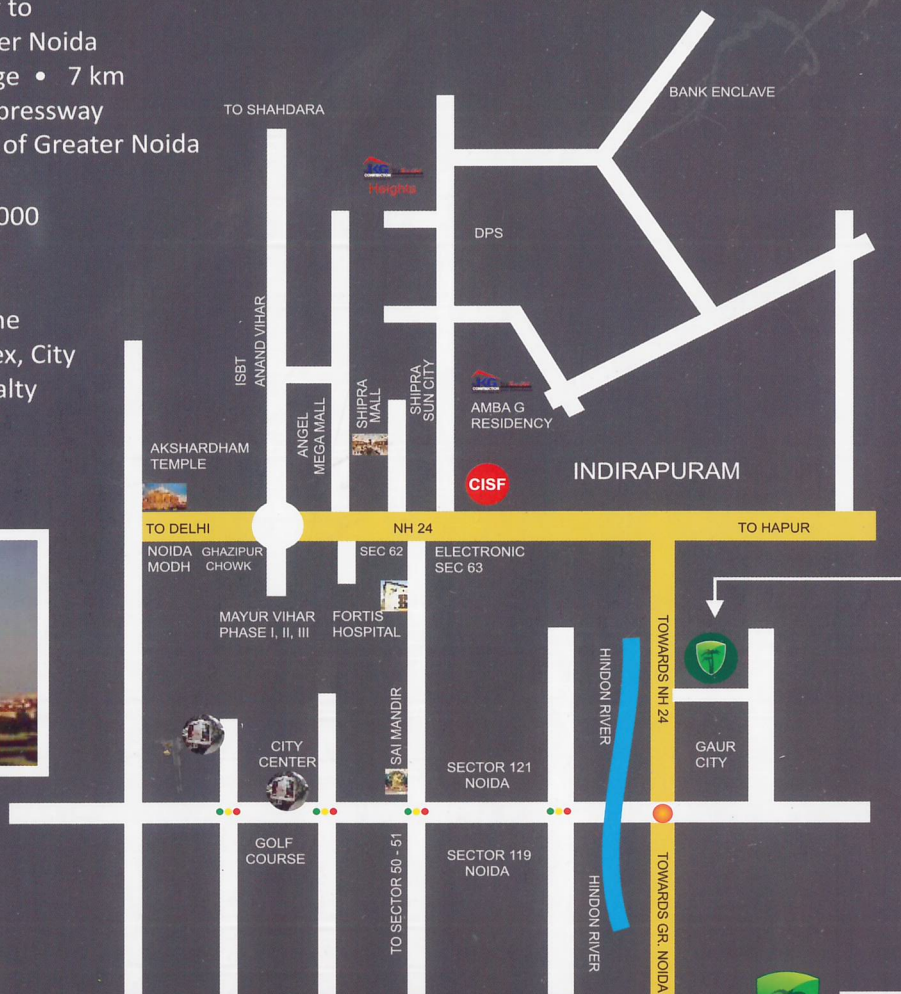 to
er Noida
ge • 7 km
pressway
of Greater Noida
000
ne
ex, City
alty
TO SHAHDARA
BANK ENCLAVE
Heights
DPS
ISBT
ANAND VIHAR
ANGEL
MEGA MALL
SHIPRA
MALL
SHIPRA
SUN CITY
JKG
CONSTRUCTION
AMBA G
RESIDENCY
AKSHARDHAM
TEMPLE
CISF
INDIRAPURAM
TO DELHI
NH 24
TO HAPUR
NOIDA
MODH
GHAZIPUR
CHOWK
SEC 62
ELECTRONIC
SEC 63
MAYUR VIHAR
PHASE I, II, III
FORTIS
HOSPITAL
TOWARDS NH 24
HINDON RIVER
SAI MANDIR
CITY
CENTER
SECTOR 121
NOIDA
GAUR
CITY
GOLF
COURSE
TO SECTOR 50 - 51
SECTOR 119
NOIDA
HINDON RIVER
TOWARDS GR. NOIDA